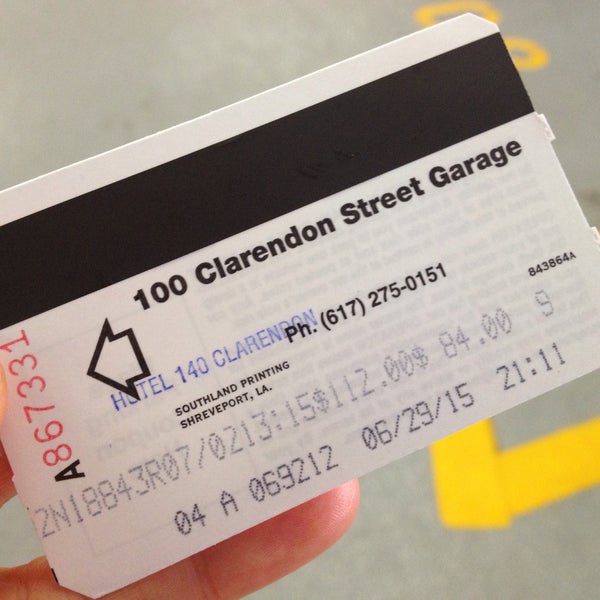 100 Clarendon Street Garage
Ph. (617) 275-0151
843864A
HOTEL 140 CLARENDON
SOUTHLAND PRINTING
SHREVEPORT, LA.
A867331
2N18843R07/0213:15$112.00$ 84.00 9
04 A 069212 06/29/15 21:11